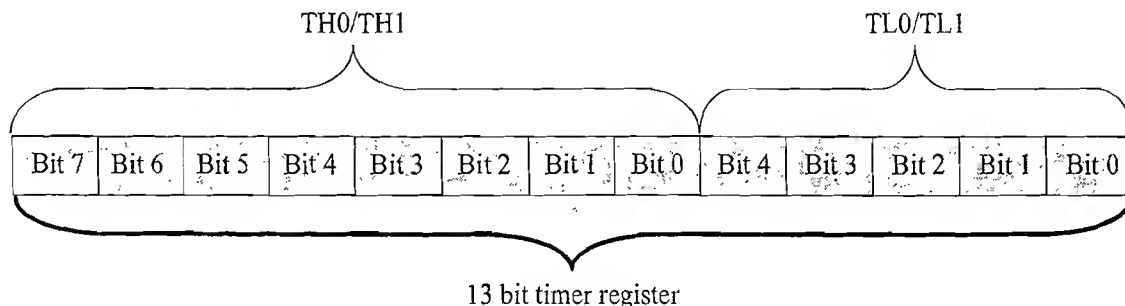 TH0/TH1 TL0/TL1
Bit 7 Bit 6 Bit 5 Bit 4 Bit 3 Bit 2 Bit 1 Bit 0 Bit 4 Bit 3 Bit 2 Bit 1 Bit 0
13 bit timer register